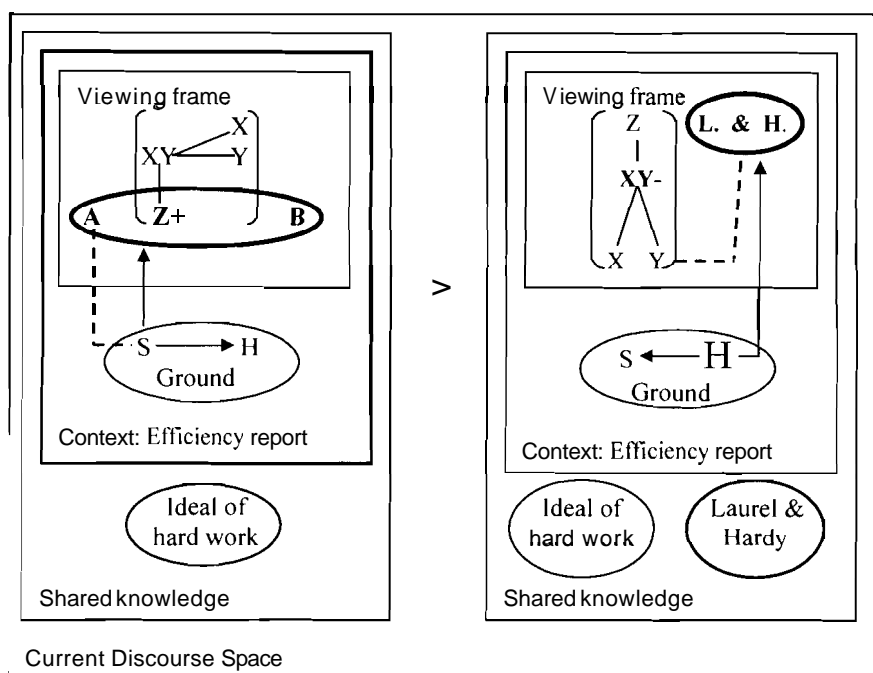 Viewing frame
X
XY Y
A Z+ B
S H
Ground
Context: Efficiency report
Ideal of
hard work
Shared knowledge
>
Viewing frame
Z
L. & H.
XY-
X Y
S H
Ground
Context: Efficiency report
Ideal of
hard work
Laurel &
Hardy
Shared knowledge
Current Discourse Space